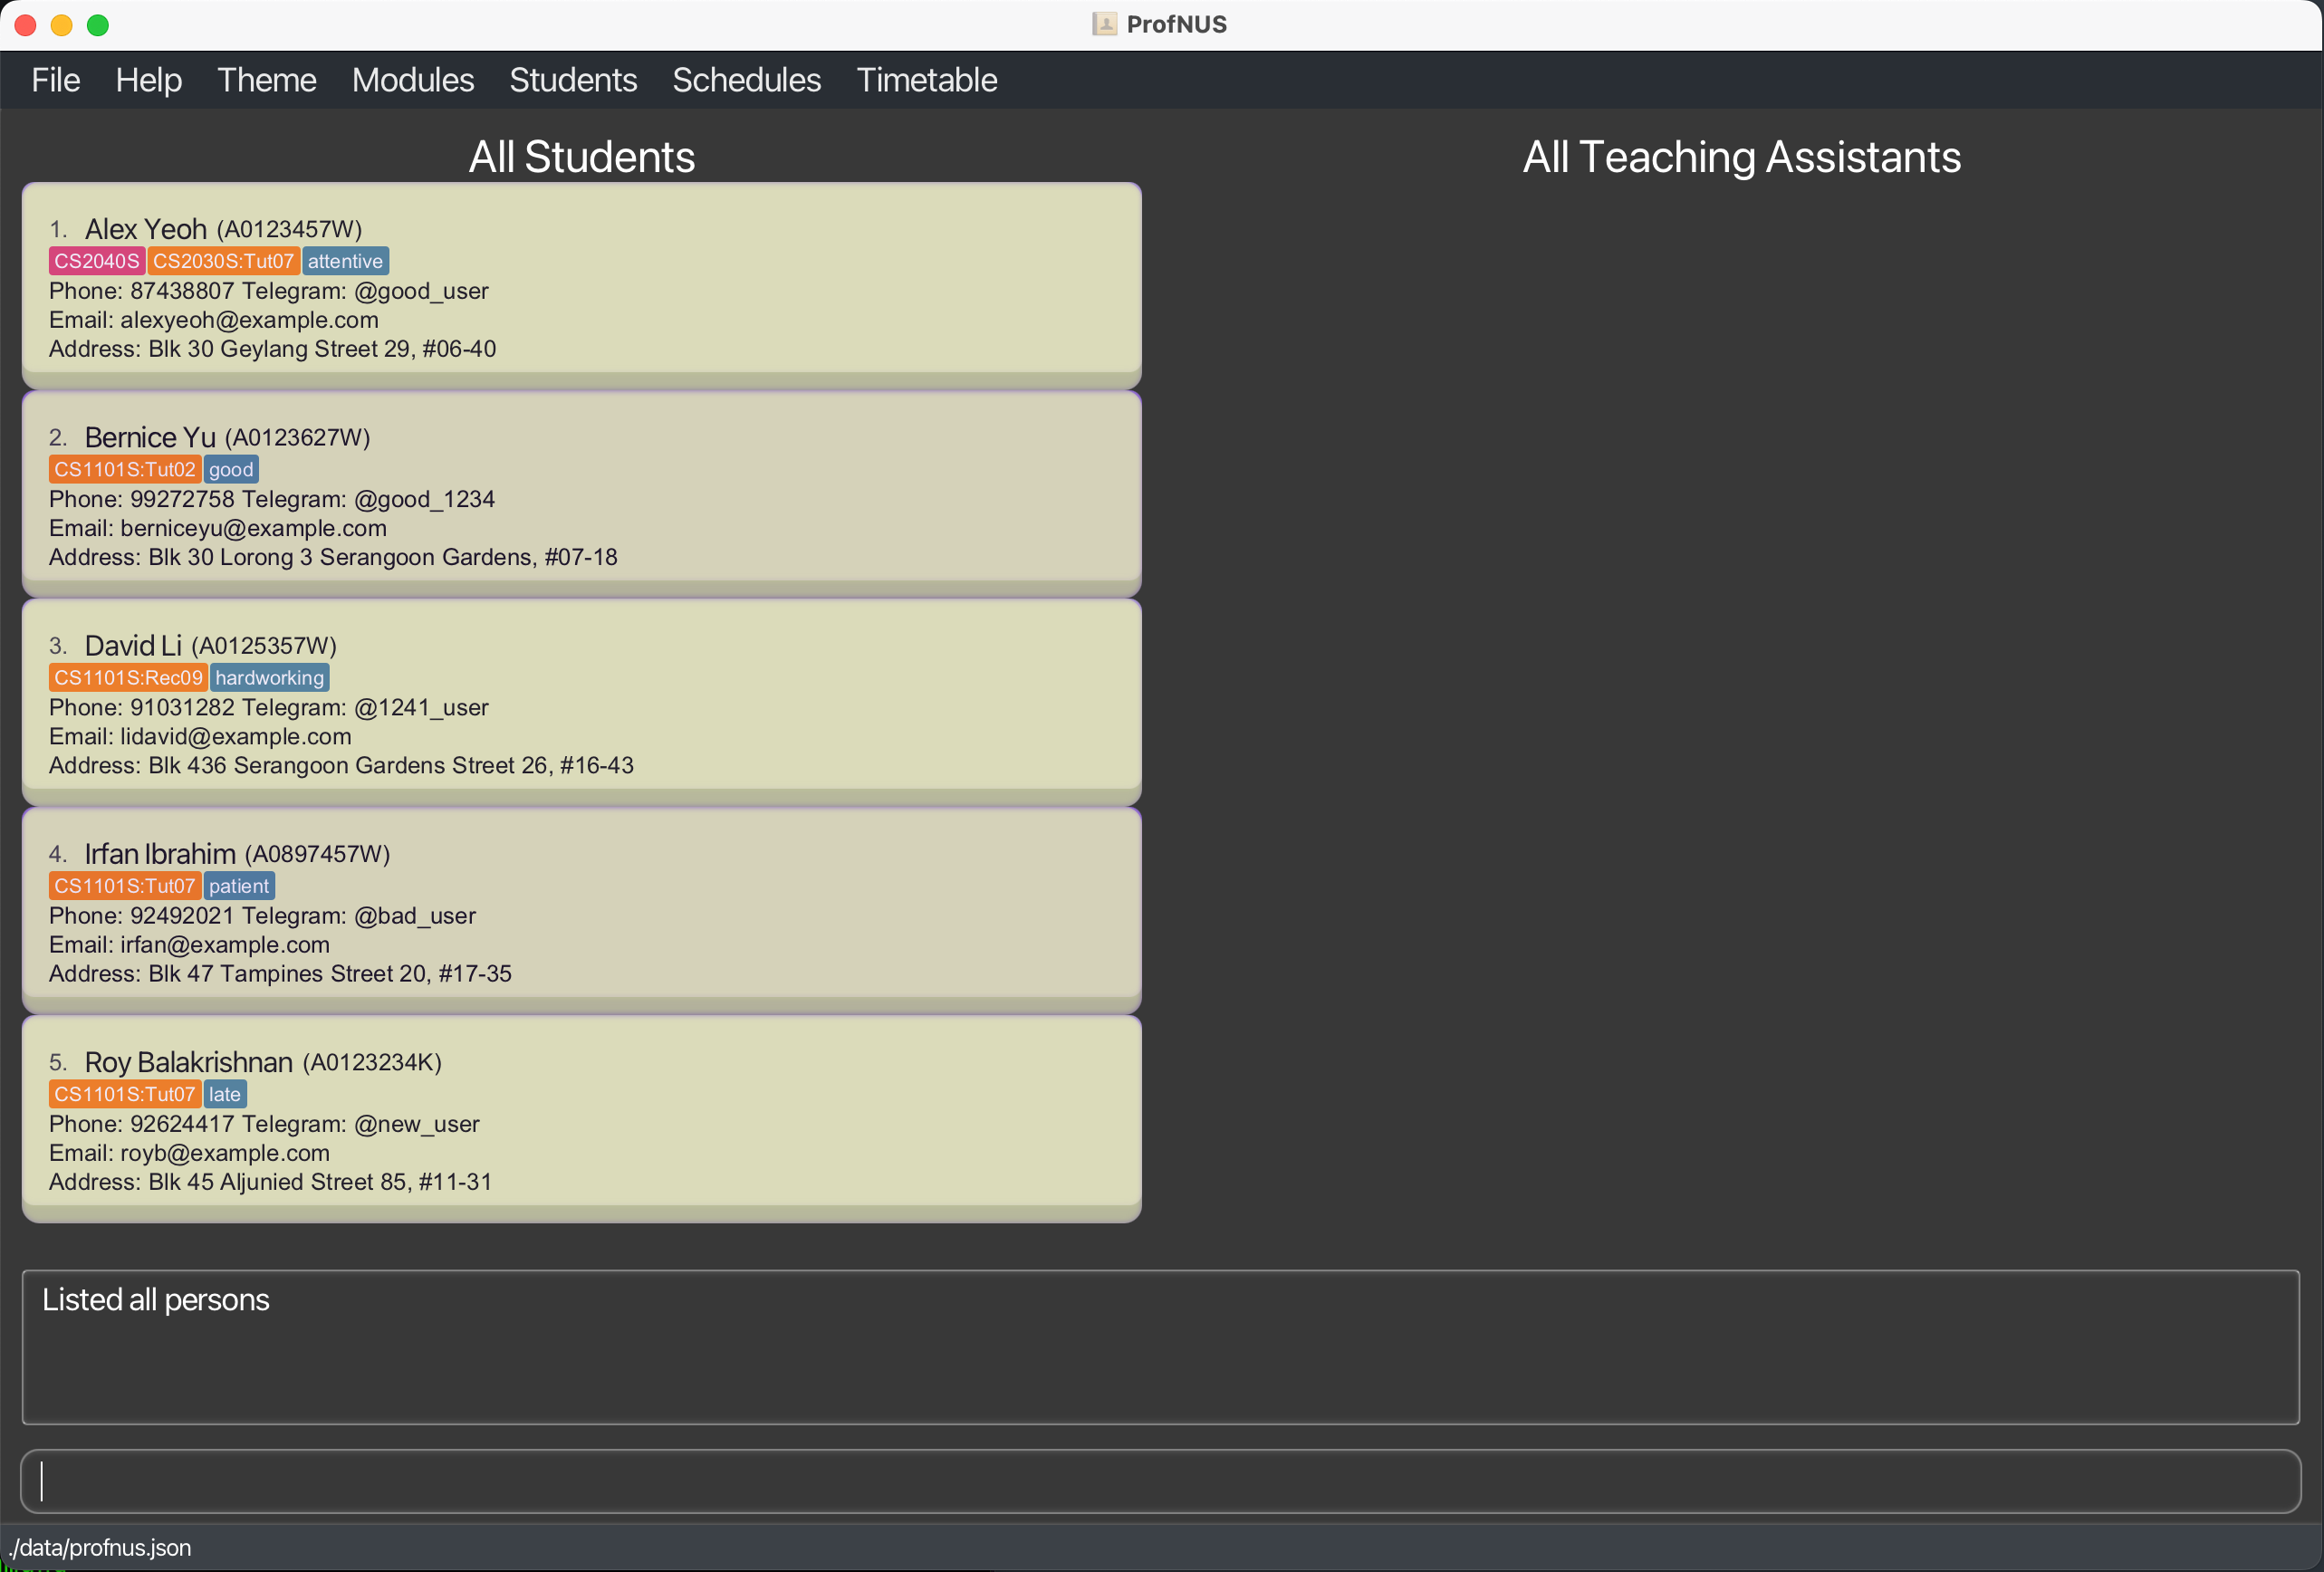 ProfNUS
File Help Theme Modules Students Schedules Timetable
All Students
1. Alex Yeoh (A0123457W)
CS2040S CS2030S:Tut07 attentive
Phone: 87438807 Telegram: @good_user
Email: alexyeoh@example.com
Address: Blk 30 Geylang Street 29, #06-40
2. Bernice Yu (A0123627W)
CS1101S:Tut02 good
Phone: 99272758 Telegram: @good_1234
Email: berniceyu@example.com
Address: Blk 30 Lorong 3 Serangoon Gardens, #07-18
3. David Li (A0125357W)
CS1101S:Rec09 hardworking
Phone: 91031282 Telegram: @1241_user
Email: lidavid@example.com
Address: Blk 436 Serangoon Gardens Street 26, #16-43
4. Irfan Ibrahim (A0897457W)
CS1101S:Tut07 patient
Phone: 92492021 Telegram: @bad_user
Email: irfan@example.com
Address: Blk 47 Tampines Street 20, #17-35
5. Roy Balakrishnan (A0123234K)
CS1101S:Tut07 late
Phone: 92624417 Telegram: @new_user
Email: royb@example.com
Address: Blk 45 Aljunied Street 85, #11-31
All Teaching Assistants
Listed all persons
./data/profnus.json